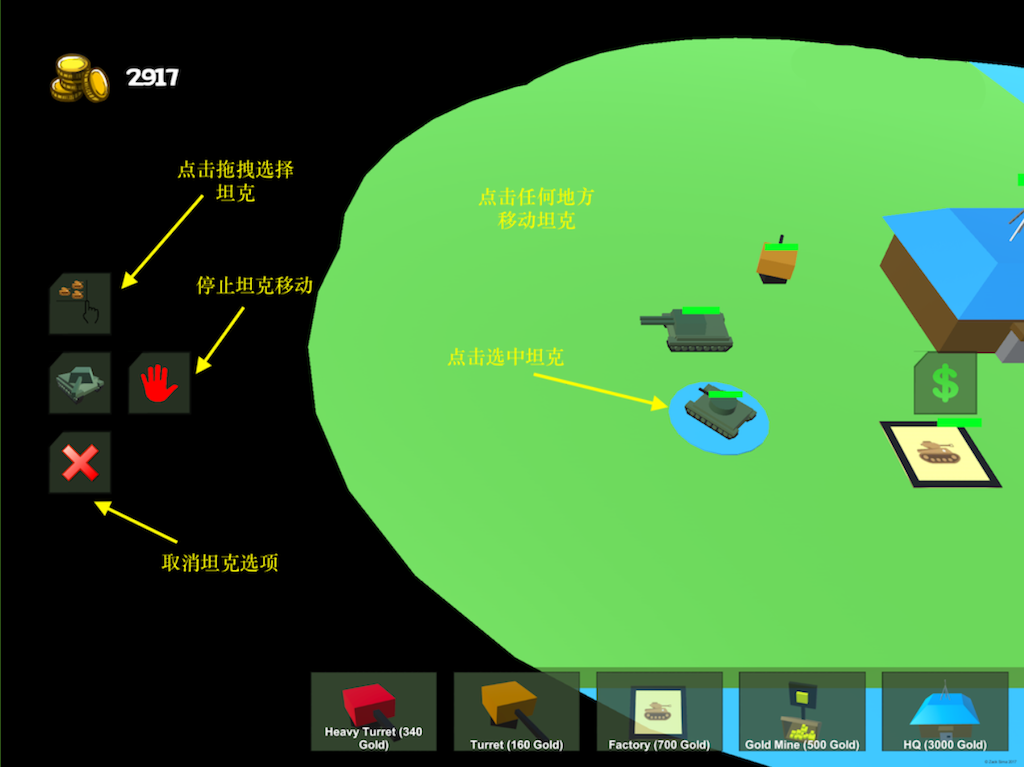 2917
点击拖拽选择
坦克
点击任何地方
移动坦克
停止坦克移动
$
点击选中坦克
取消坦克选项
Heavy Turret (340
Gold)
Turret (160 Gold)
Factory (700 Gold)
Gold Mine (500 Gold)
HQ (3000 Gold)